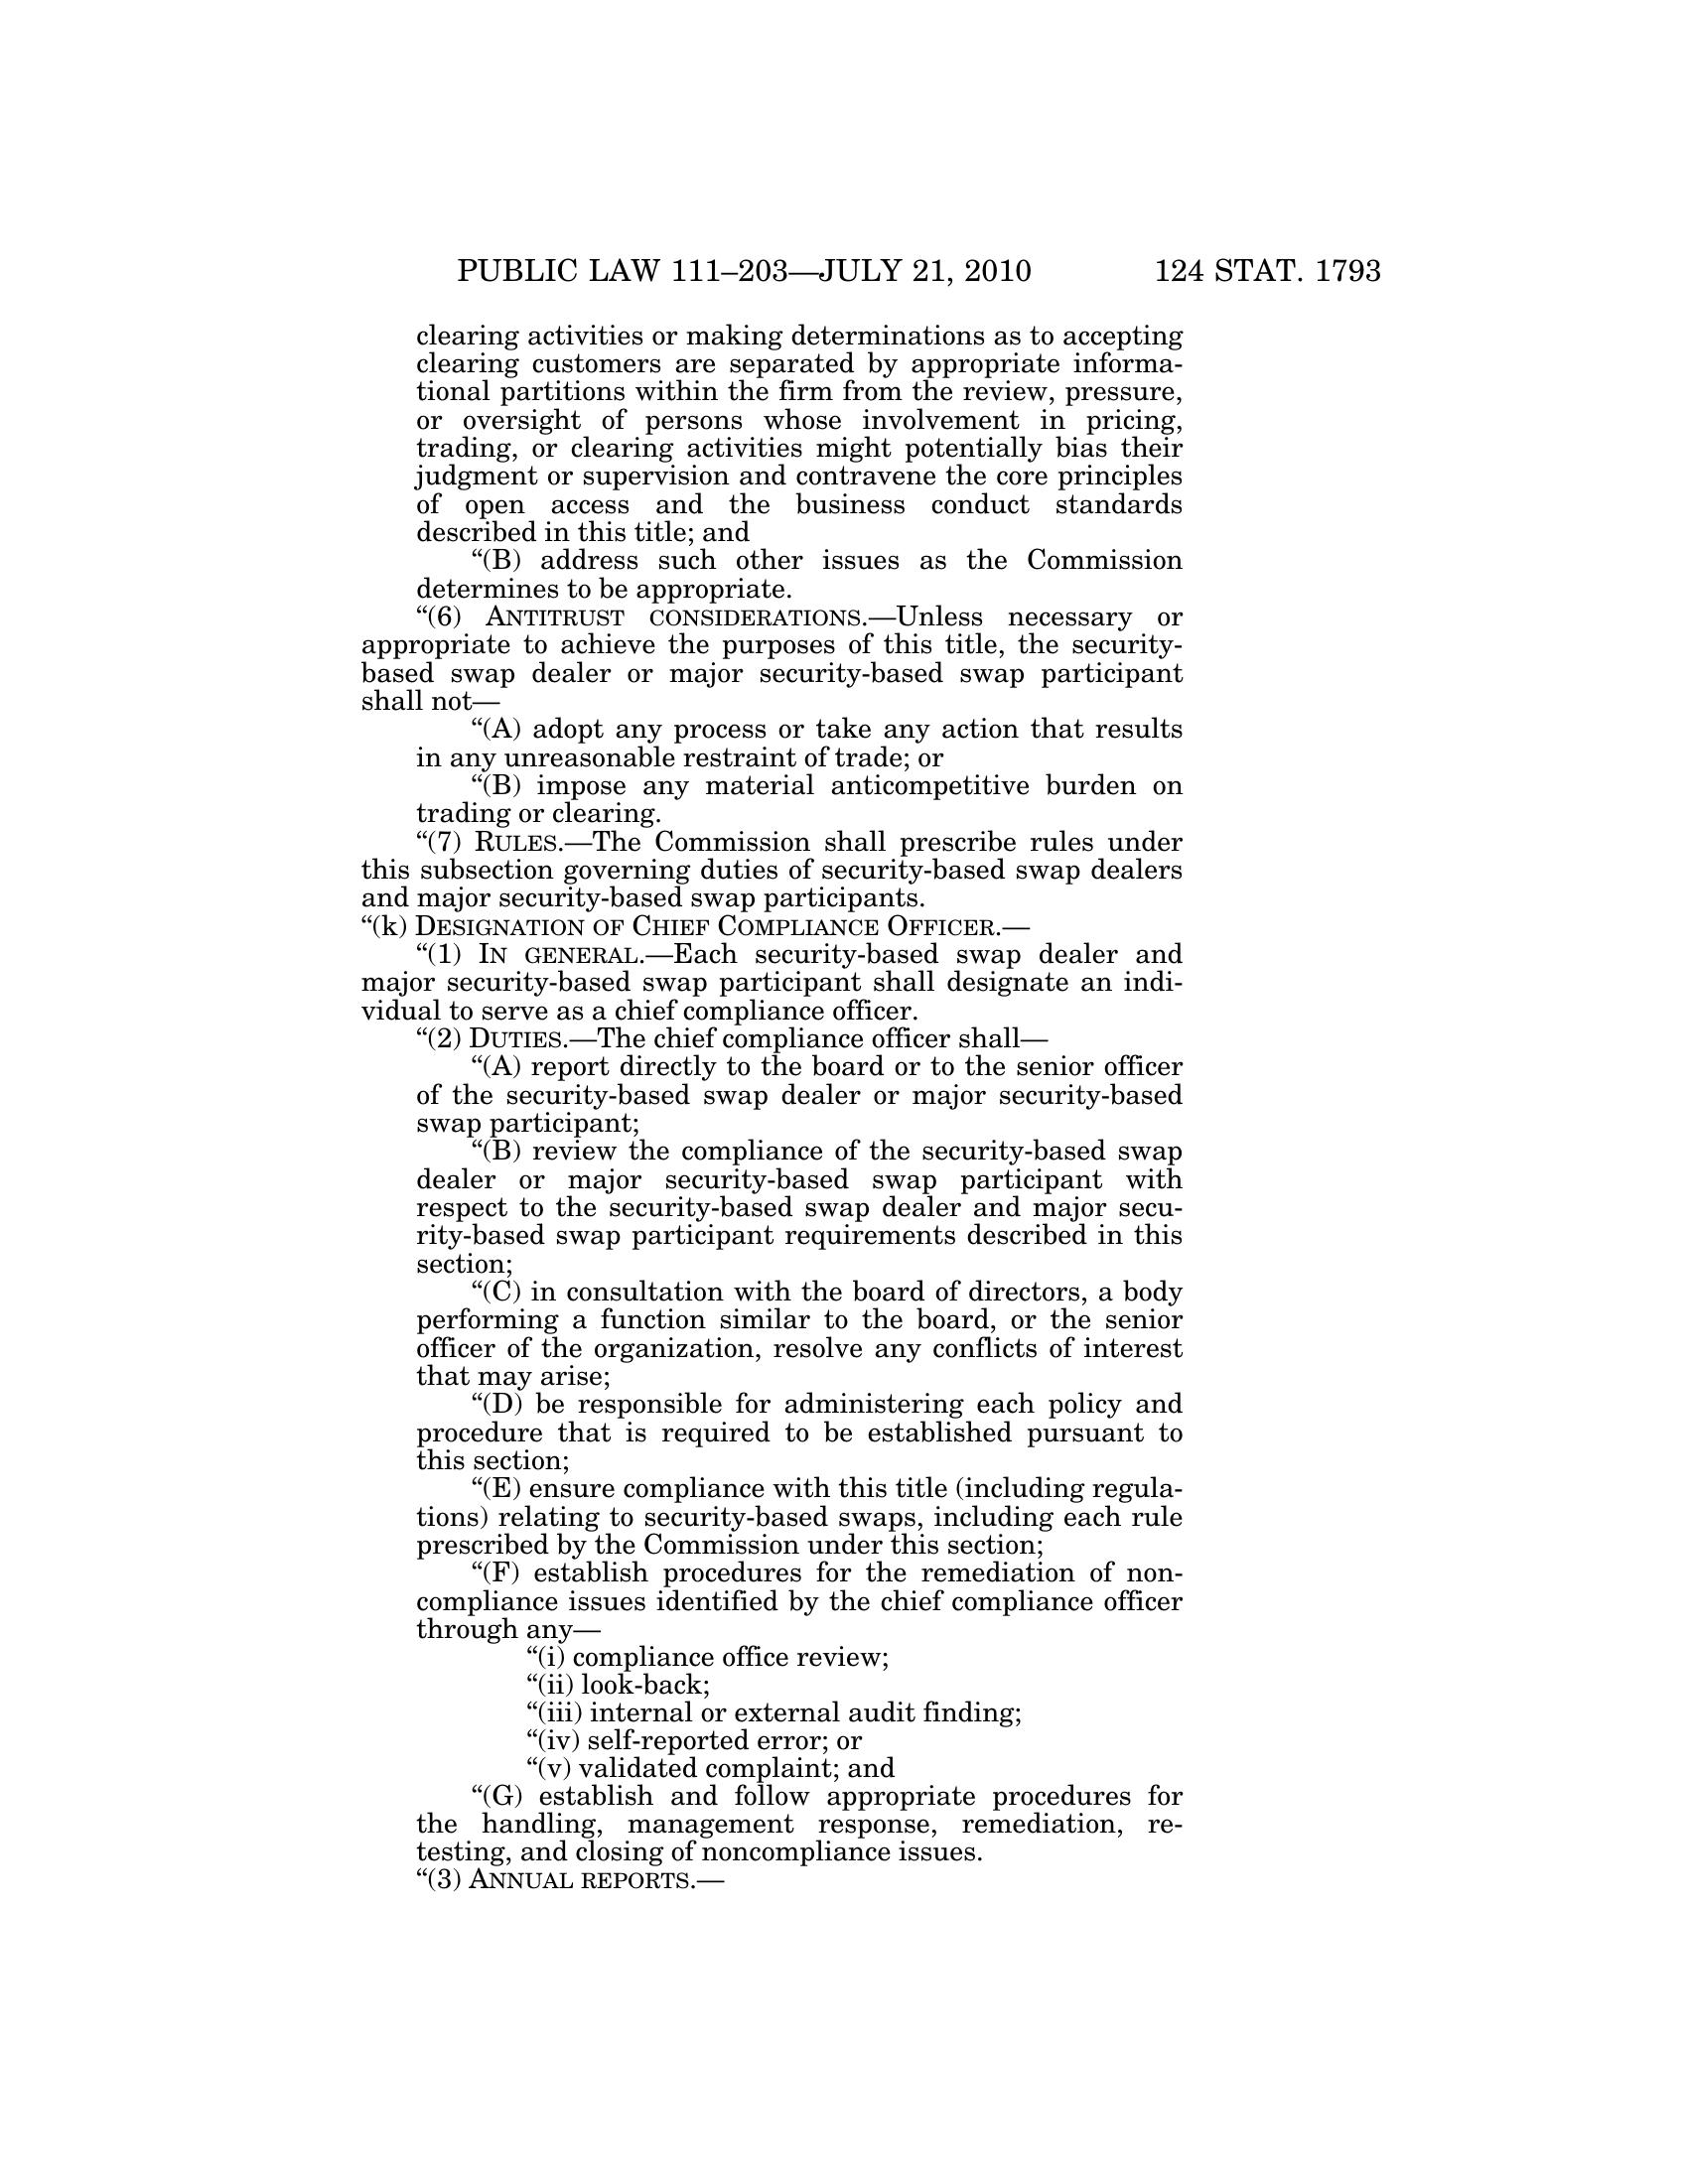 PUBLIC LAW 111–203—JULY 21, 2010 124 STAT. 1793
clearing activities or making determinations as to accepting
clearing customers are separated by appropriate informa-
tional partitions within the firm from the review, pressure,
or oversight of persons whose involvement in pricing,
trading, or clearing activities might potentially bias their
judgment or supervision and contravene the core principles
of open access and the business conduct standards
described in this title; and
“(B) address such other issues as the Commission
determines to be appropriate.
“(6) ANTITRUST CONSIDERATIONS.—Unless necessary or
appropriate to achieve the purposes of this title, the security-
based swap dealer or major security-based swap participant
shall not—
“(A) adopt any process or take any action that results
in any unreasonable restraint of trade; or
“(B) impose any material anticompetitive burden on
trading or clearing.
“(7) RULES.—The Commission shall prescribe rules under
this subsection governing duties of security-based swap dealers
and major security-based swap participants.
“(k) DESIGNATION OF CHIEF COMPLIANCE OFFICER.—
“(1) IN GENERAL.—Each security-based swap dealer and
major security-based swap participant shall designate an indi-
vidual to serve as a chief compliance officer.
“(2) DUTIES.—The chief compliance officer shall—
“(A) report directly to the board or to the senior officer
of the security-based swap dealer or major security-based
swap participant;
“(B) review the compliance of the security-based swap
dealer or major security-based swap participant with
respect to the security-based swap dealer and major secu-
rity-based swap participant requirements described in this
section;
“(C) in consultation with the board of directors, a body
performing a function similar to the board, or the senior
officer of the organization, resolve any conflicts of interest
that may arise;
“(D) be responsible for administering each policy and
procedure that is required to be established pursuant to
this section;
“(E) ensure compliance with this title (including regula-
tions) relating to security-based swaps, including each rule
prescribed by the Commission under this section;
“(F) establish procedures for the remediation of non-
compliance issues identified by the chief compliance officer
through any—
“(i) compliance office review;
“(ii) look-back;
“(iii) internal or external audit finding;
“(iv) self-reported error; or
“(v) validated complaint; and
“(G) establish and follow appropriate procedures for
the handling, management response, remediation, re-
testing, and closing of noncompliance issues.
“(3) ANNUAL REPORTS.—